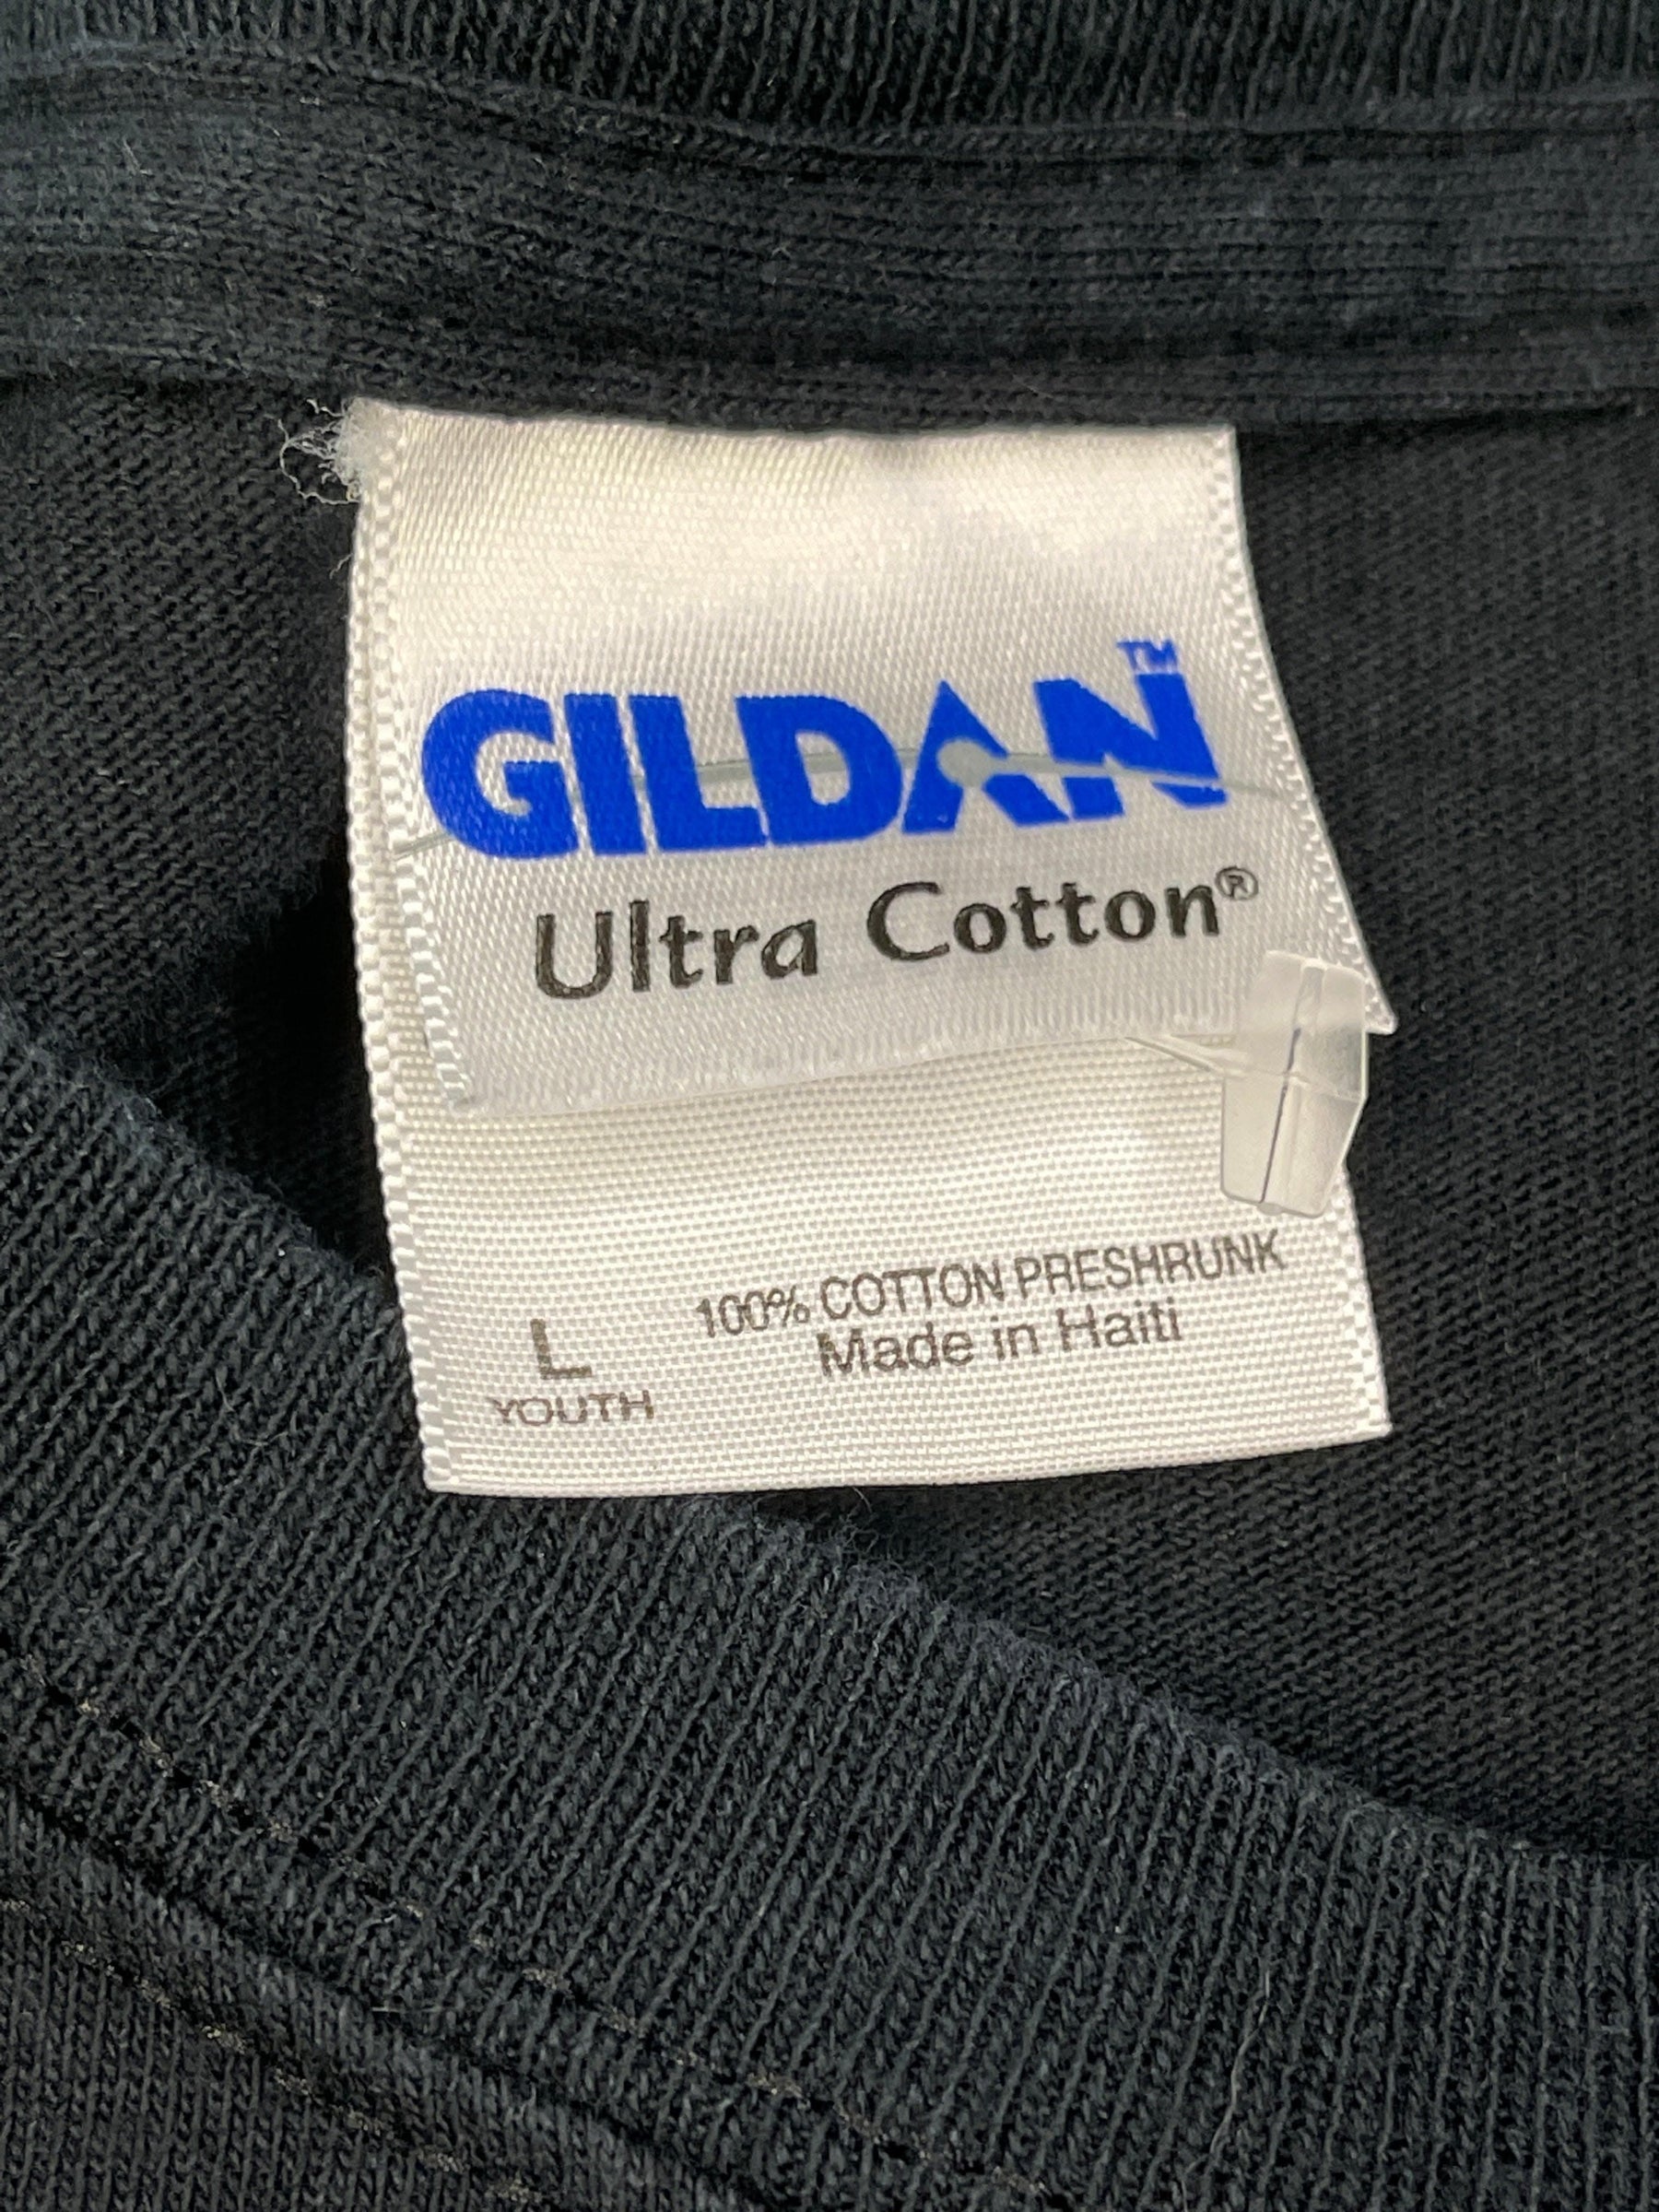 GILDAN™
Ultra Cotton®
100% COTTON PRESHRUNK
Made in Haiti
L
YOUTH